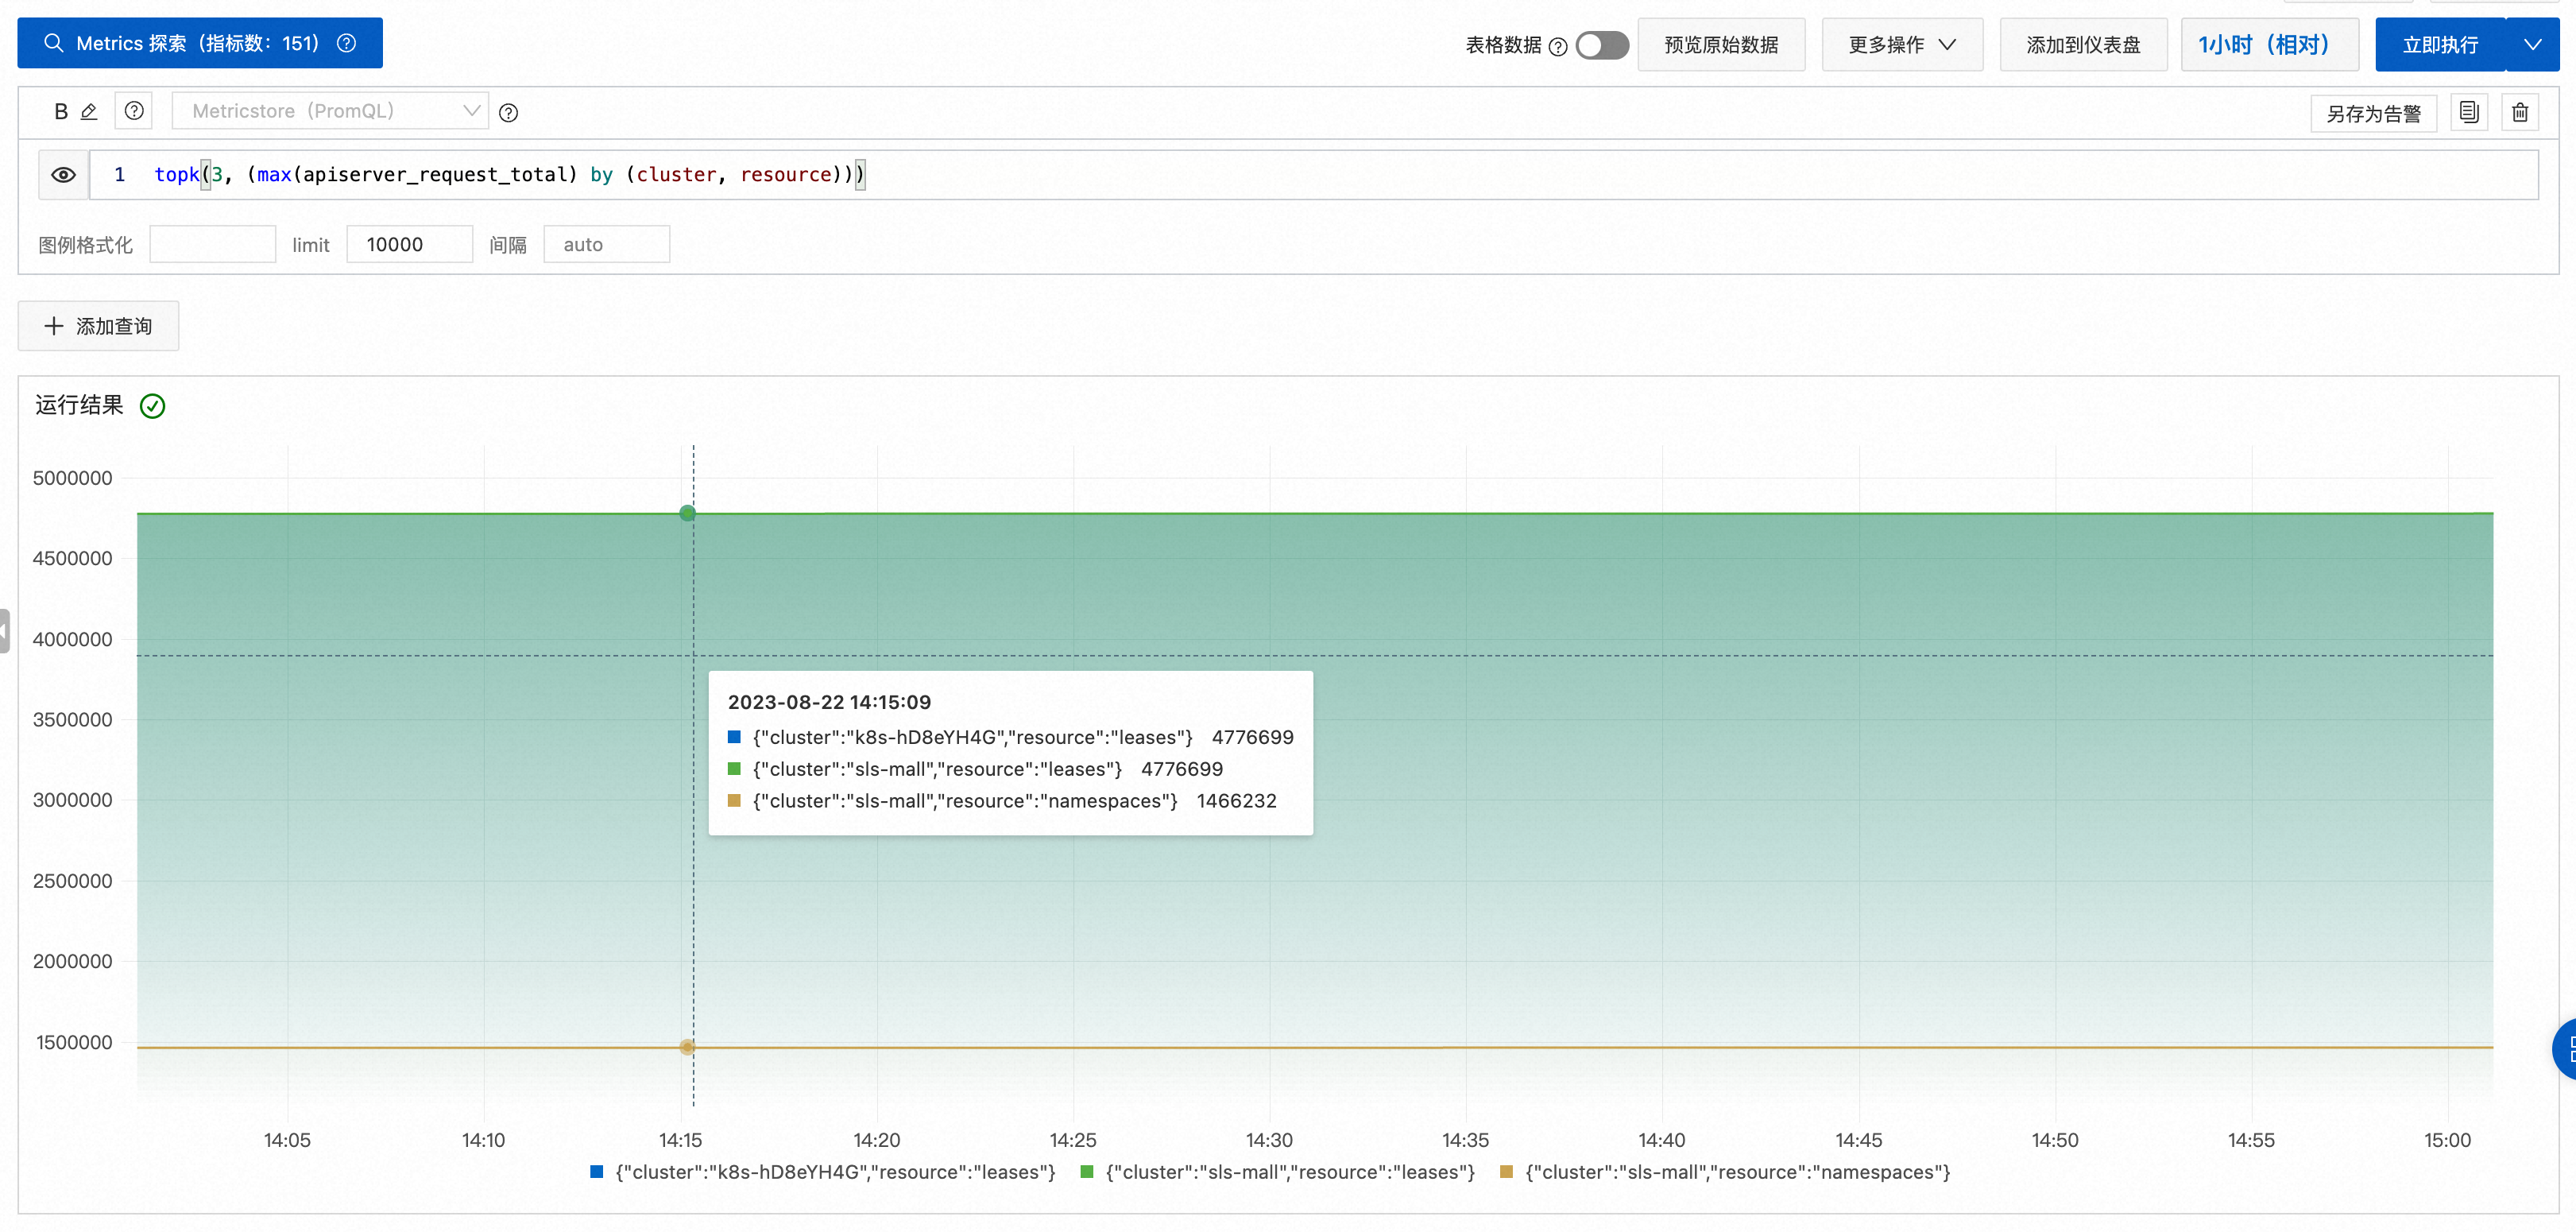 Metrics 探索（指标数：151）
表格数据
预览原始数据
更多操作
添加到仪表盘
1小时（相对）
立即执行
B
Metricstore（PromQL）
另存为告警
1 topk(3, (max(apiserver_request_total) by (cluster, resource)))
图例格式化 limit 10000 间隔 auto
添加查询
运行结果
5000000
4500000
4000000
3500000
3000000
2500000
2000000
1500000
2023-08-22 14:15:09
{"cluster":"k8s-hD8eYH4G","resource":"leases"} 4776699
{"cluster":"sls-mall","resource":"leases"} 4776699
{"cluster":"sls-mall","resource":"namespaces"} 1466232
14:05 14:10 14:15 14:20 14:25 14:30 14:35 14:40 14:45 14:50 14:55 15:00
{"cluster":"k8s-hD8eYH4G","resource":"leases"} {"cluster":"sls-mall","resource":"leases"} {"cluster":"sls-mall","resource":"namespaces"}